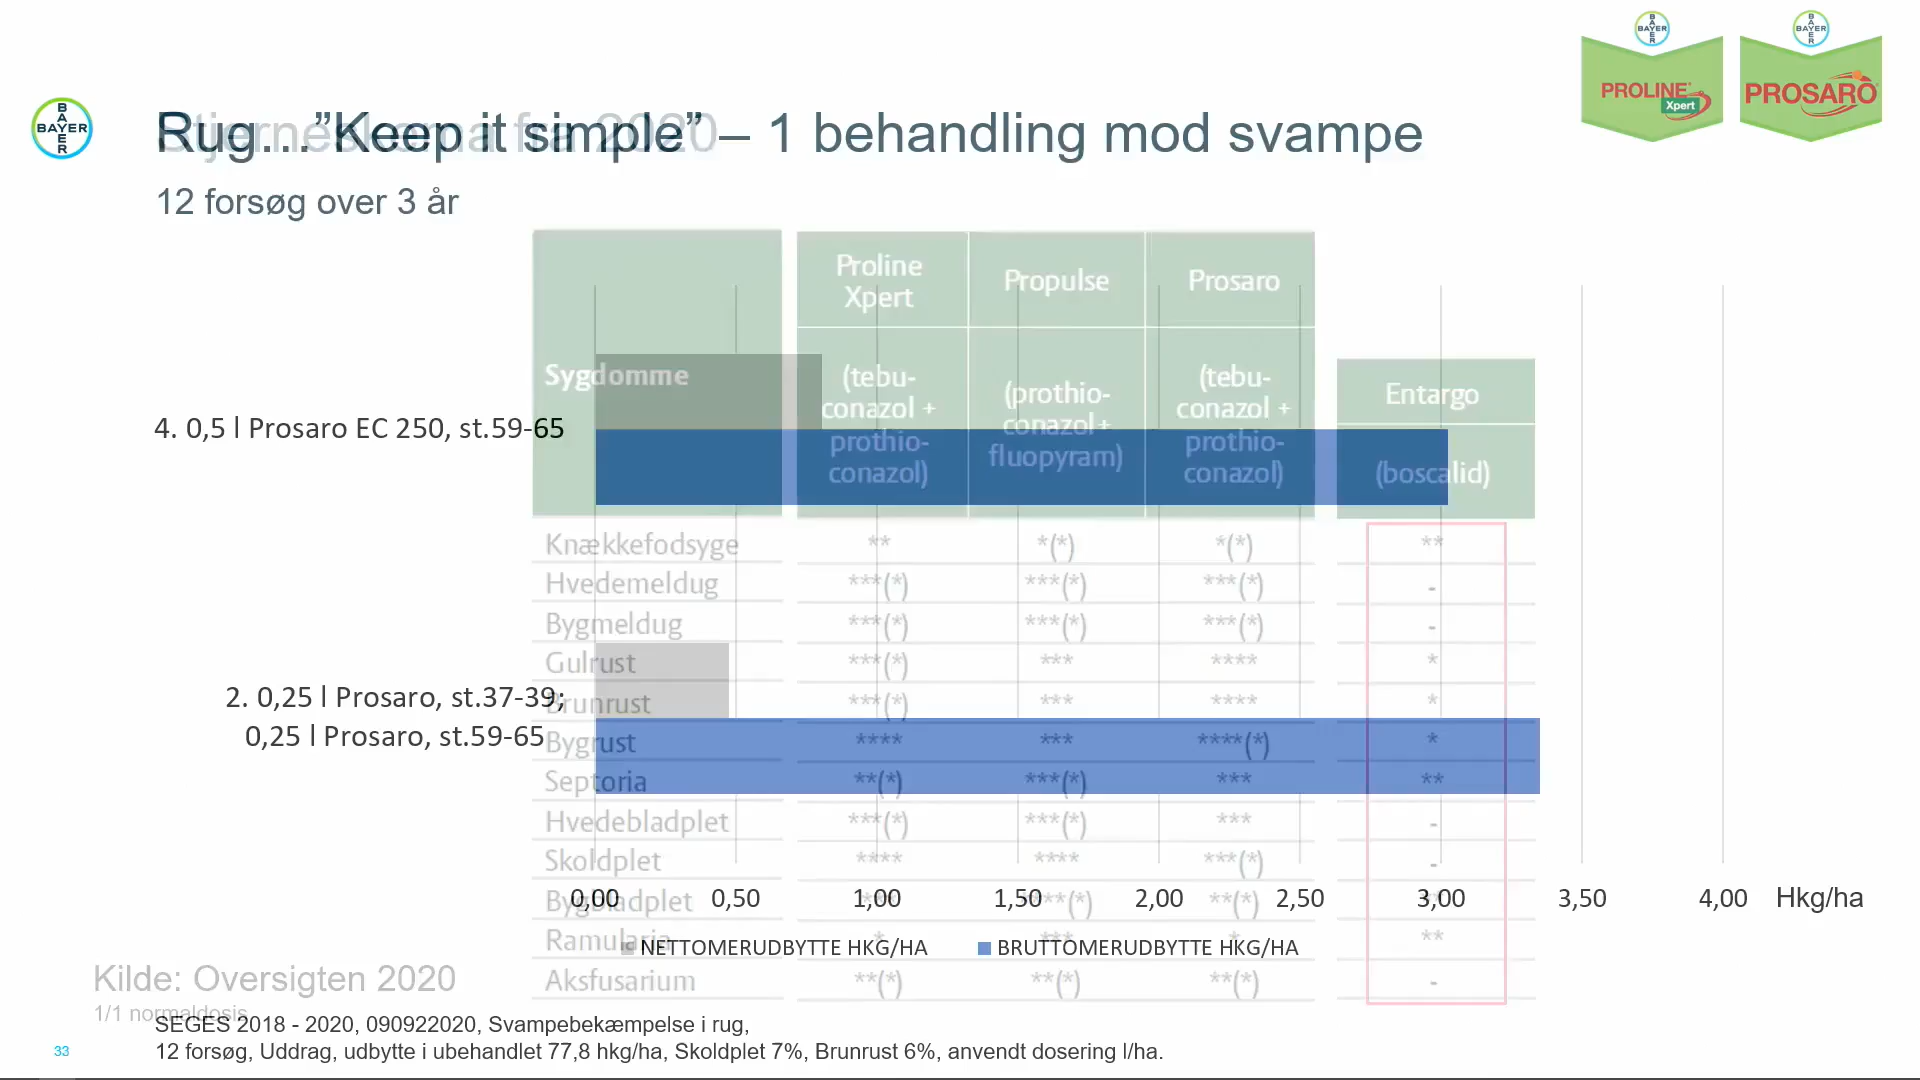 BAYER
BAYER
PROLINE
Xpert
PROSARO
BAYER
Rug... ”Keep it simple” – 1 behandling mod svampe
Stjerneskema fra 2020
12 forsøg over 3 år
Sygdomme
Proline Xpert
Propulse
Prosaro
(tebu-
conazol +
prothio-
conazol)
(prothio-
conazol+
fluopyram)
(tebu-
conazol +
prothio-
conazol)
Entargo
(boscalid)
4. 0,5 l Prosaro EC 250, st.59-65
Knækkefodsyge ** *(*) *(*) **
Hvedemeldug ***(*) ***(*) ***(*) -
Bygmeldug ***(*) ***(*) ***(*) -
Gulrust ***(*) *** **** *
Brunrust ***(*) *** **** *
2. 0,25 l Prosaro, st.37-39;
0,25 l Prosaro, st.59-65
Bygrust **** *** ****(*) *
Septoria **(*) ***(*) *** **
Hvedebladplet ***(*) ***(*) *** -
Skoldplet **** **** ***(*) -
Bygbladplet **(*)
0,00 0,50 1,00 1,50 2,00 2,50 3,00 3,50 4,00 Hkg/ha
Ramularia **
NETTOMERUDBYTTE HKG/HA BRUTTOMERUDBYTTE HKG/HA
Aksfusarium **(*) **(*) **(*) -
Kilde: Oversigten 2020
1/1 normaldosis
SEGES 2018 - 2020, 090922020, Svampebekæmpelse i rug,
12 forsøg, Uddrag, udbytte i ubehandlet 77,8 hkg/ha, Skoldplet 7%, Brunrust 6%, anvendt dosering l/ha.
33